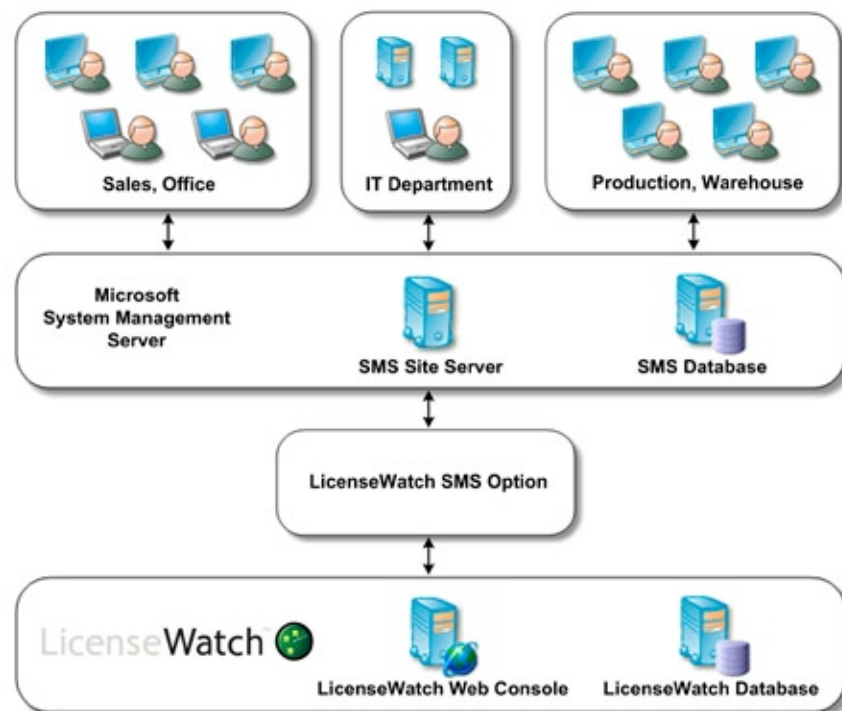 Sales, Office
IT Department
Production, Warehouse
Microsoft
System Management
Server
SMS Site Server
SMS Database
LicenseWatch SMS Option
LicenseWatch™
LicenseWatch Web Console
LicenseWatch Database